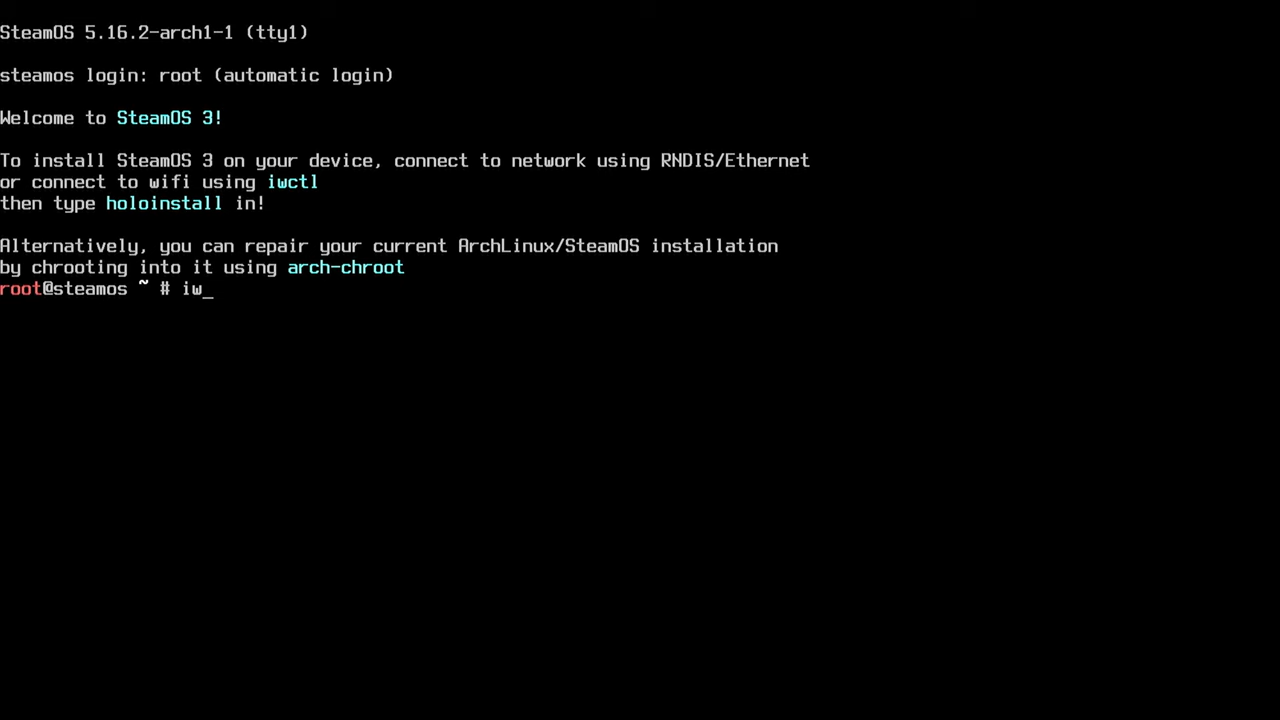 SteamOS 5.16.2-arch1-1 (tty1)
steamos login: root (automatic login)
Welcome to SteamOS 3!
To install SteamOS 3 on your device, connect to network using RNDIS/Ethernet
or connect to wifi using iwctl
then type holoinstall in!
Alternatively, you can repair your current ArchLinux/SteamOS installation
by chrooting into it using arch-chroot
root@steamos ~ # iw_